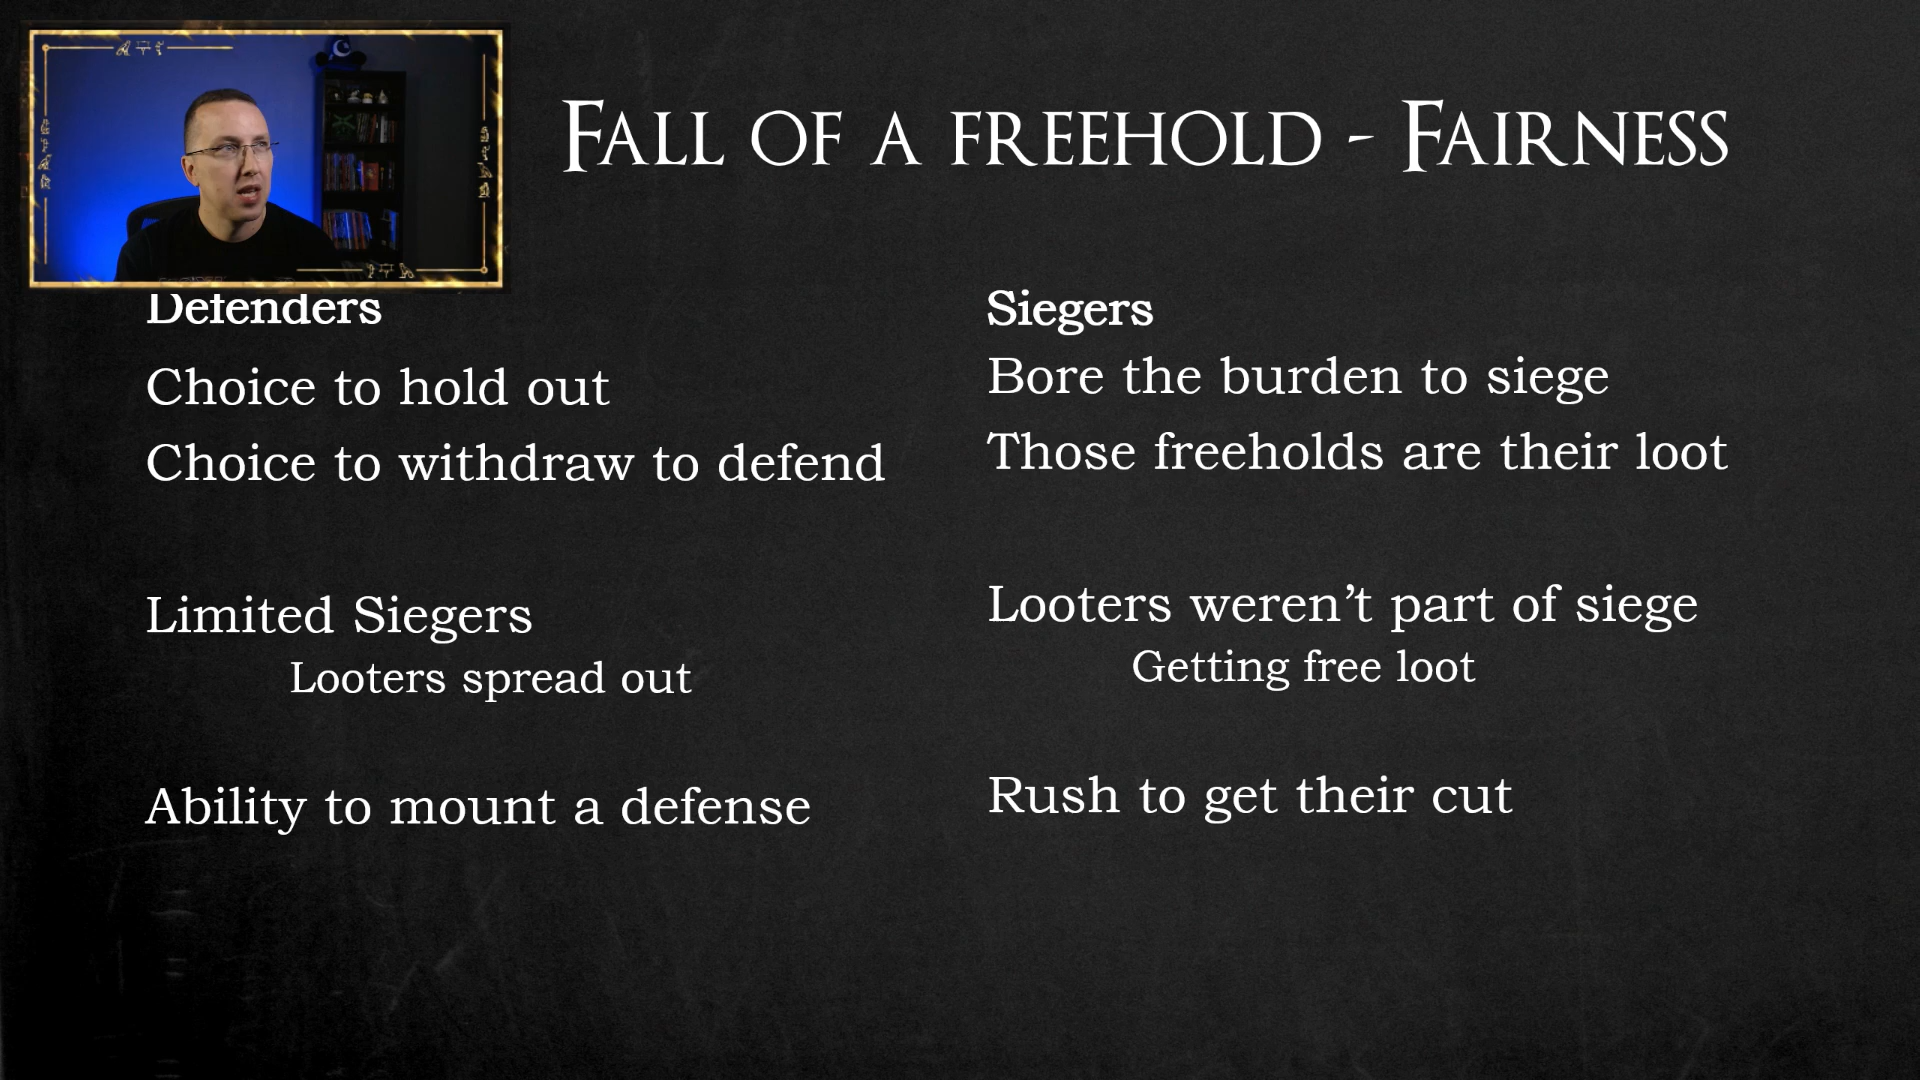 Fall of a freehold - Fairness
Defenders
Choice to hold out
Choice to withdraw to defend
Limited Siegers
Looters spread out
Ability to mount a defense
Siegers
Bore the burden to siege
Those freeholds are their loot
Looters weren’t part of siege
Getting free loot
Rush to get their cut